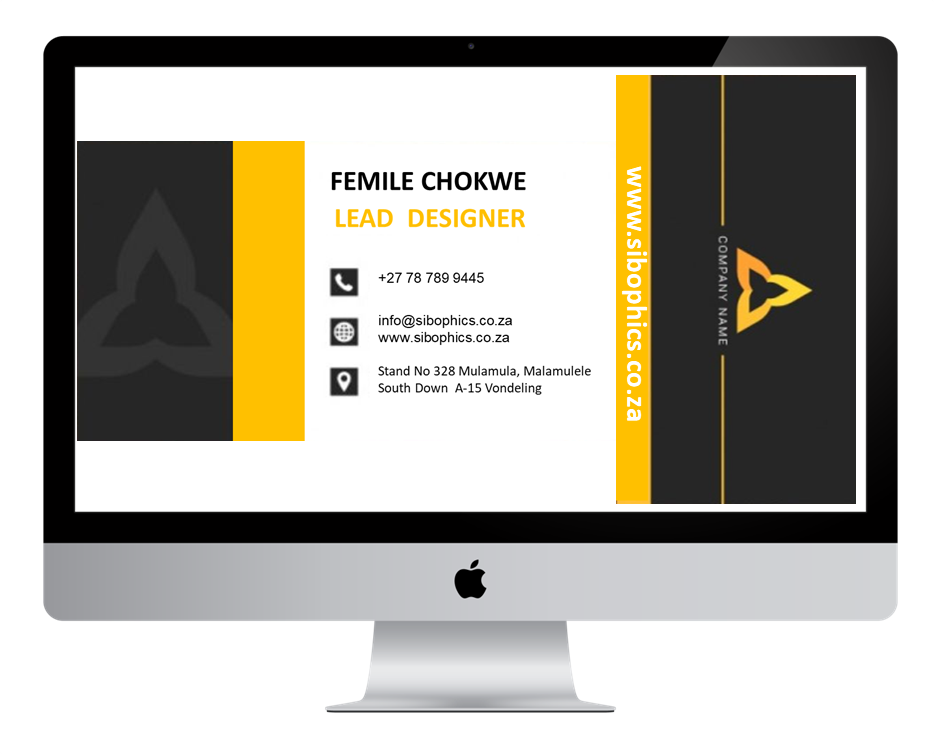 FEMILE CHOKWE
LEAD DESIGNER
+27 78 789 9445
info@sibophics.co.za
www.sibophics.co.za
Stand No 328 Mulamula, Malamulele
South Down A-15 Vondeling
www.sibophics.co.za
COMPANY NAME